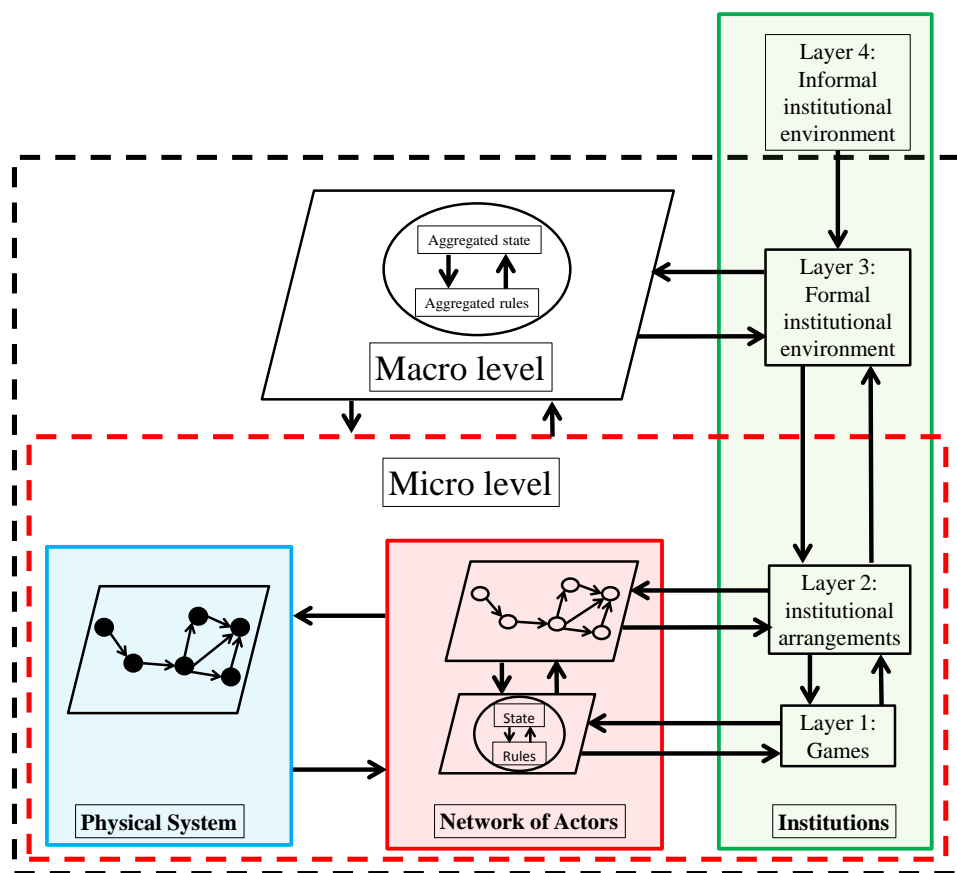 Layer 4:
Informal
institutional
environment
Aggregated state
Aggregated rules
Macro level
Layer 3:
Formal
institutional
environment
Micro level
Layer 2:
institutional
arrangements
State
Rules
Layer 1:
Games
Physical System
Network of Actors
Institutions